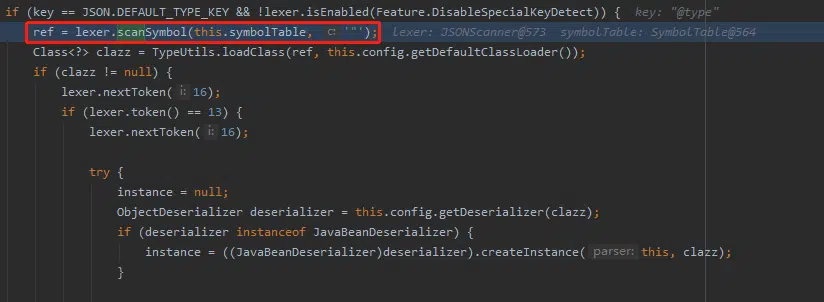 if (key == JSON.DEFAULT_TYPE_KEY && !lexer.isEnabled(Feature.DisableSpecialKeyDetect)) { key: "@type"
ref = lexer.scanSymbol(this.symbolTable, c: '"'); lexer: JSONScanner@573 symbolTable: SymbolTable@564
Class<?> clazz = TypeUtils.loadClass(ref, this.config.getDefaultClassLoader());
if (clazz != null) {
lexer.nextToken( i: 16);
if (lexer.token() == 13) {
lexer.nextToken( i: 16);
try {
instance = null;
ObjectDeserializer deserializer = this.config.getDeserializer(clazz);
if (deserializer instanceof JavaBeanDeserializer) {
instance = ((JavaBeanDeserializer)deserializer).createInstance( parser: this, clazz);
}